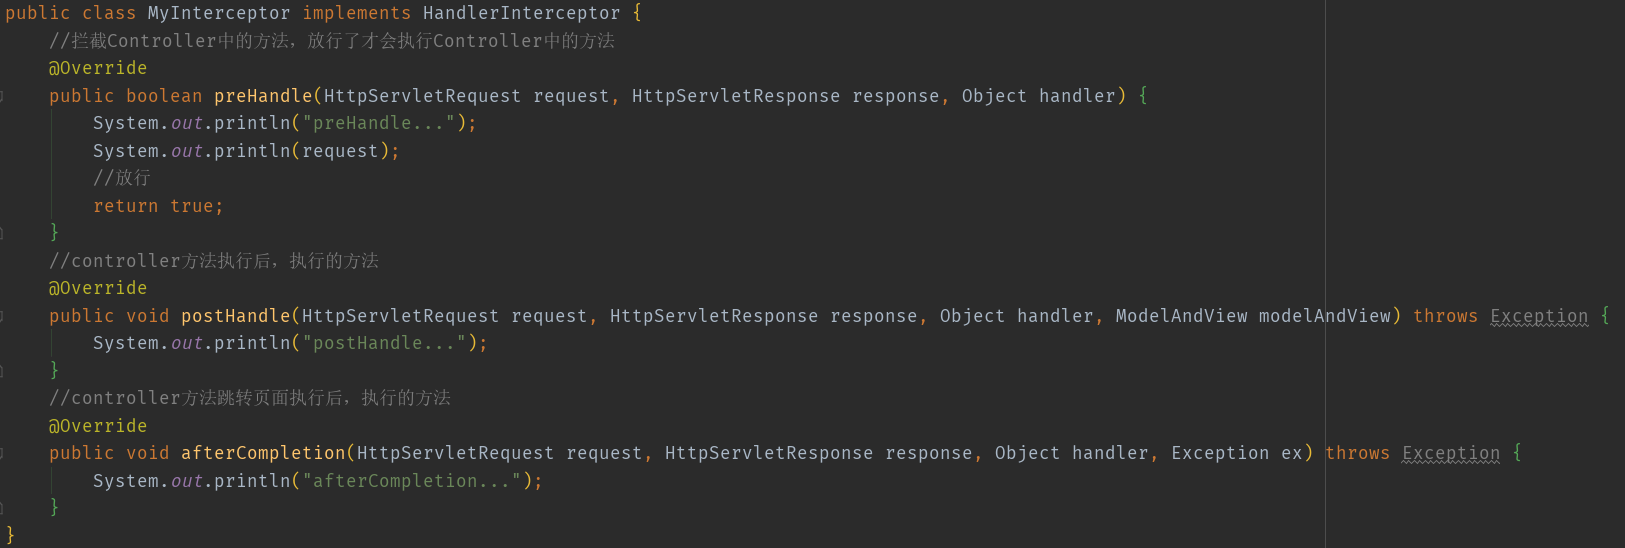 public class MyInterceptor implements HandlerInterceptor {
    //拦截Controller中的方法，放行了才会执行Controller中的方法
    @Override
    public boolean preHandle(HttpServletRequest request, HttpServletResponse response, Object handler) {
        System.out.println("preHandle...");
        System.out.println(request);
        //放行
        return true;
    }
    //controller方法执行后，执行的方法
    @Override
    public void postHandle(HttpServletRequest request, HttpServletResponse response, Object handler, ModelAndView modelAndView) throws Exception {
        System.out.println("postHandle...");
    }
    //controller方法跳转页面执行后，执行的方法
    @Override
    public void afterCompletion(HttpServletRequest request, HttpServletResponse response, Object handler, Exception ex) throws Exception {
        System.out.println("afterCompletion...");
    }
}